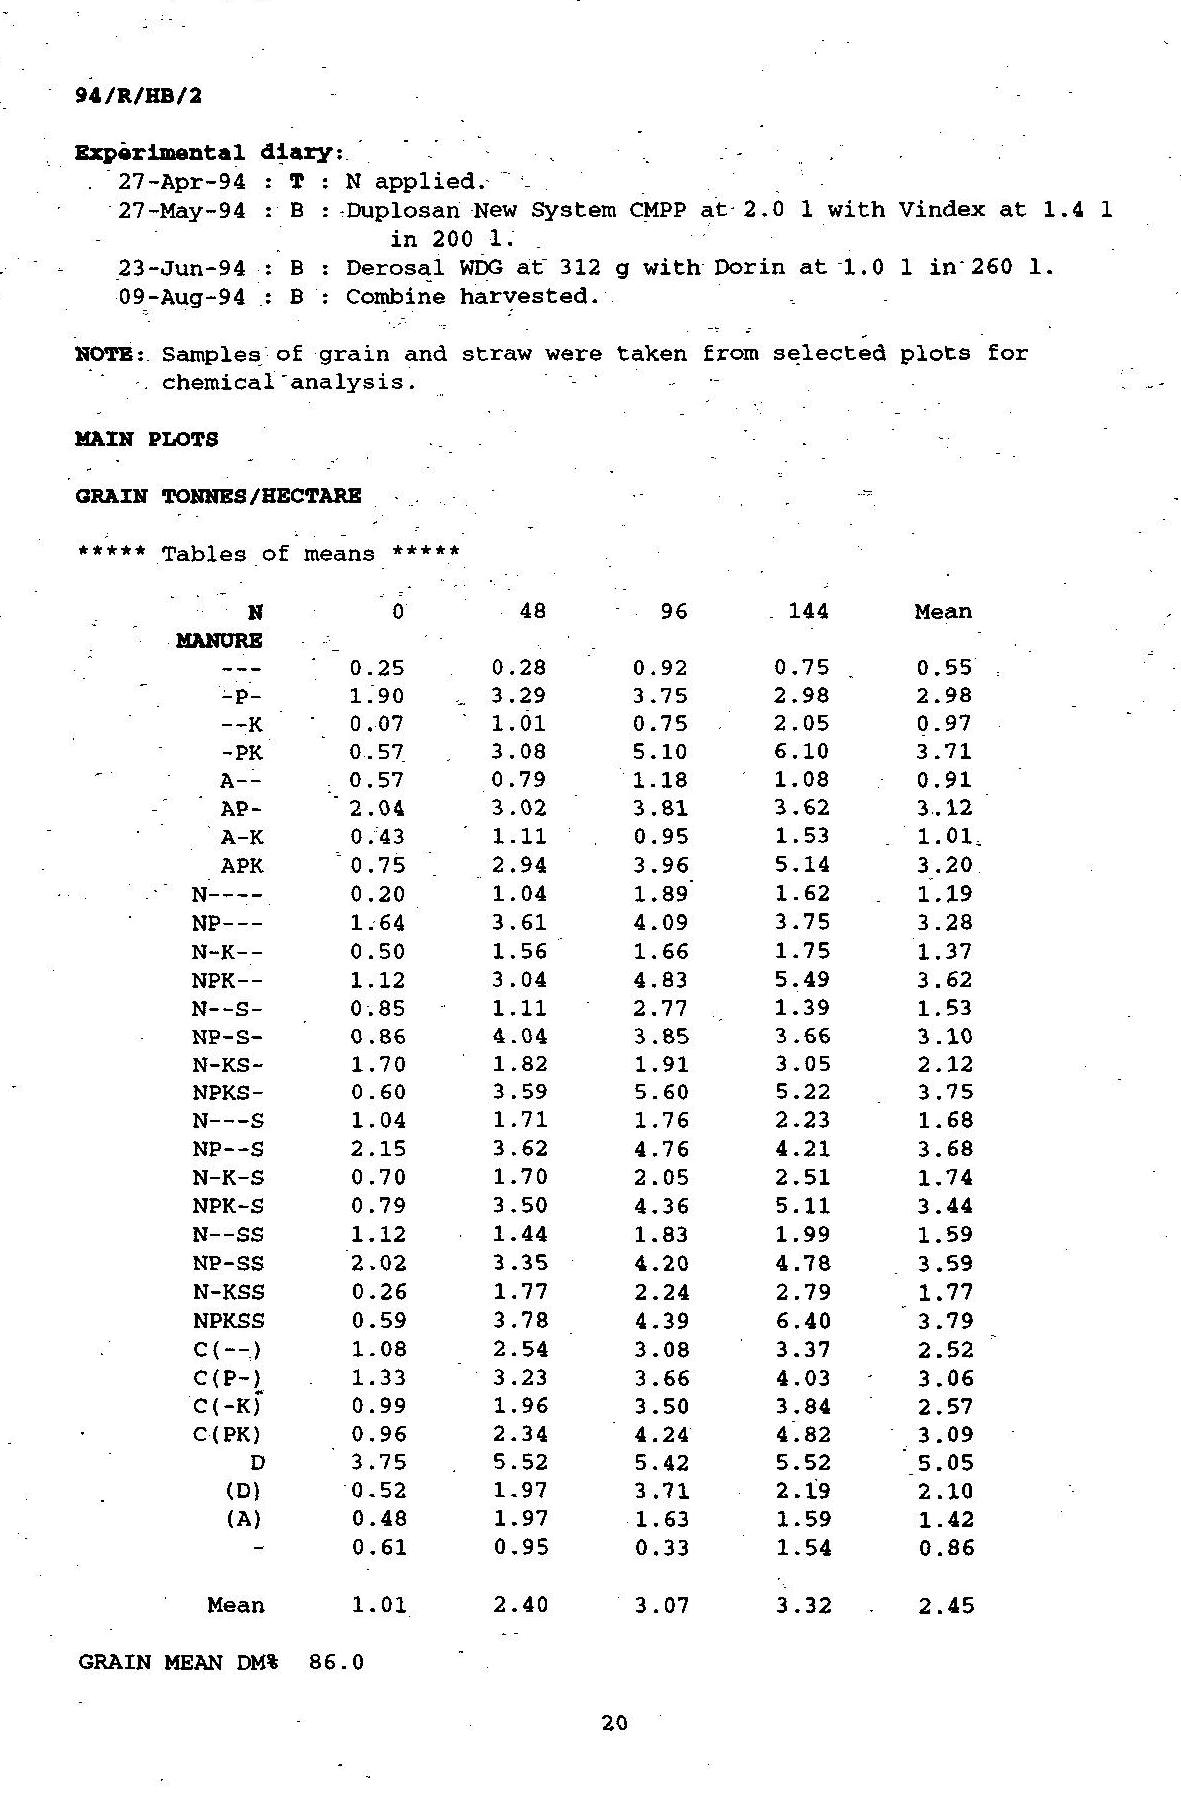 94/R/HB/2
Experimental diary:
27-Apr-94 : T : N applied.
27-May-94 : B : Duplosan New System CMPP at 2.0 l with Vindex at 1.4 l
in 200 l.
23-Jun-94 : B : Derosal WDG at 312 g with Dorin at 1.0 l in 260 l.
09-Aug-94 : B : Combine harvested.
NOTE: Samples of grain and straw were taken from selected plots for
chemical analysis.
MAIN PLOTS
GRAIN TONNES/HECTARE
***** Tables of means *****
N 0 48 96 144 Mean
MANURE
--- 0.25 0.28 0.92 0.75 0.55
-P- 1.90 3.29 3.75 2.98 2.98
--K 0.07 1.01 0.75 2.05 0.97
-PK 0.57 3.08 5.10 6.10 3.71
A-- 0.57 0.79 1.18 1.08 0.91
AP- 2.04 3.02 3.81 3.62 3.12
A-K 0.43 1.11 0.95 1.53 1.01
APK 0.75 2.94 3.96 5.14 3.20
N---- 0.20 1.04 1.89 1.62 1.19
NP--- 1.64 3.61 4.09 3.75 3.28
N-K-- 0.50 1.56 1.66 1.75 1.37
NPK-- 1.12 3.04 4.83 5.49 3.62
N--S- 0.85 1.11 2.77 1.39 1.53
NP-S- 0.86 4.04 3.85 3.66 3.10
N-KS- 1.70 1.82 1.91 3.05 2.12
NPKS- 0.60 3.59 5.60 5.22 3.75
N---S 1.04 1.71 1.76 2.23 1.68
NP--S 2.15 3.62 4.76 4.21 3.68
N-K-S 0.70 1.70 2.05 2.51 1.74
NPK-S 0.79 3.50 4.36 5.11 3.44
N--SS 1.12 1.44 1.83 1.99 1.59
NP-SS 2.02 3.35 4.20 4.78 3.59
N-KSS 0.26 1.77 2.24 2.79 1.77
NPKSS 0.59 3.78 4.39 6.40 3.79
C(--) 1.08 2.54 3.08 3.37 2.52
C(P-) 1.33 3.23 3.66 4.03 3.06
C(-K) 0.99 1.96 3.50 3.84 2.57
C(PK) 0.96 2.34 4.24 4.82 3.09
D 3.75 5.52 5.42 5.52 5.05
(D) 0.52 1.97 3.71 2.19 2.10
(A) 0.48 1.97 1.63 1.59 1.42
- 0.61 0.95 0.33 1.54 0.86
Mean 1.01 2.40 3.07 3.32 2.45
GRAIN MEAN DM% 86.0
20